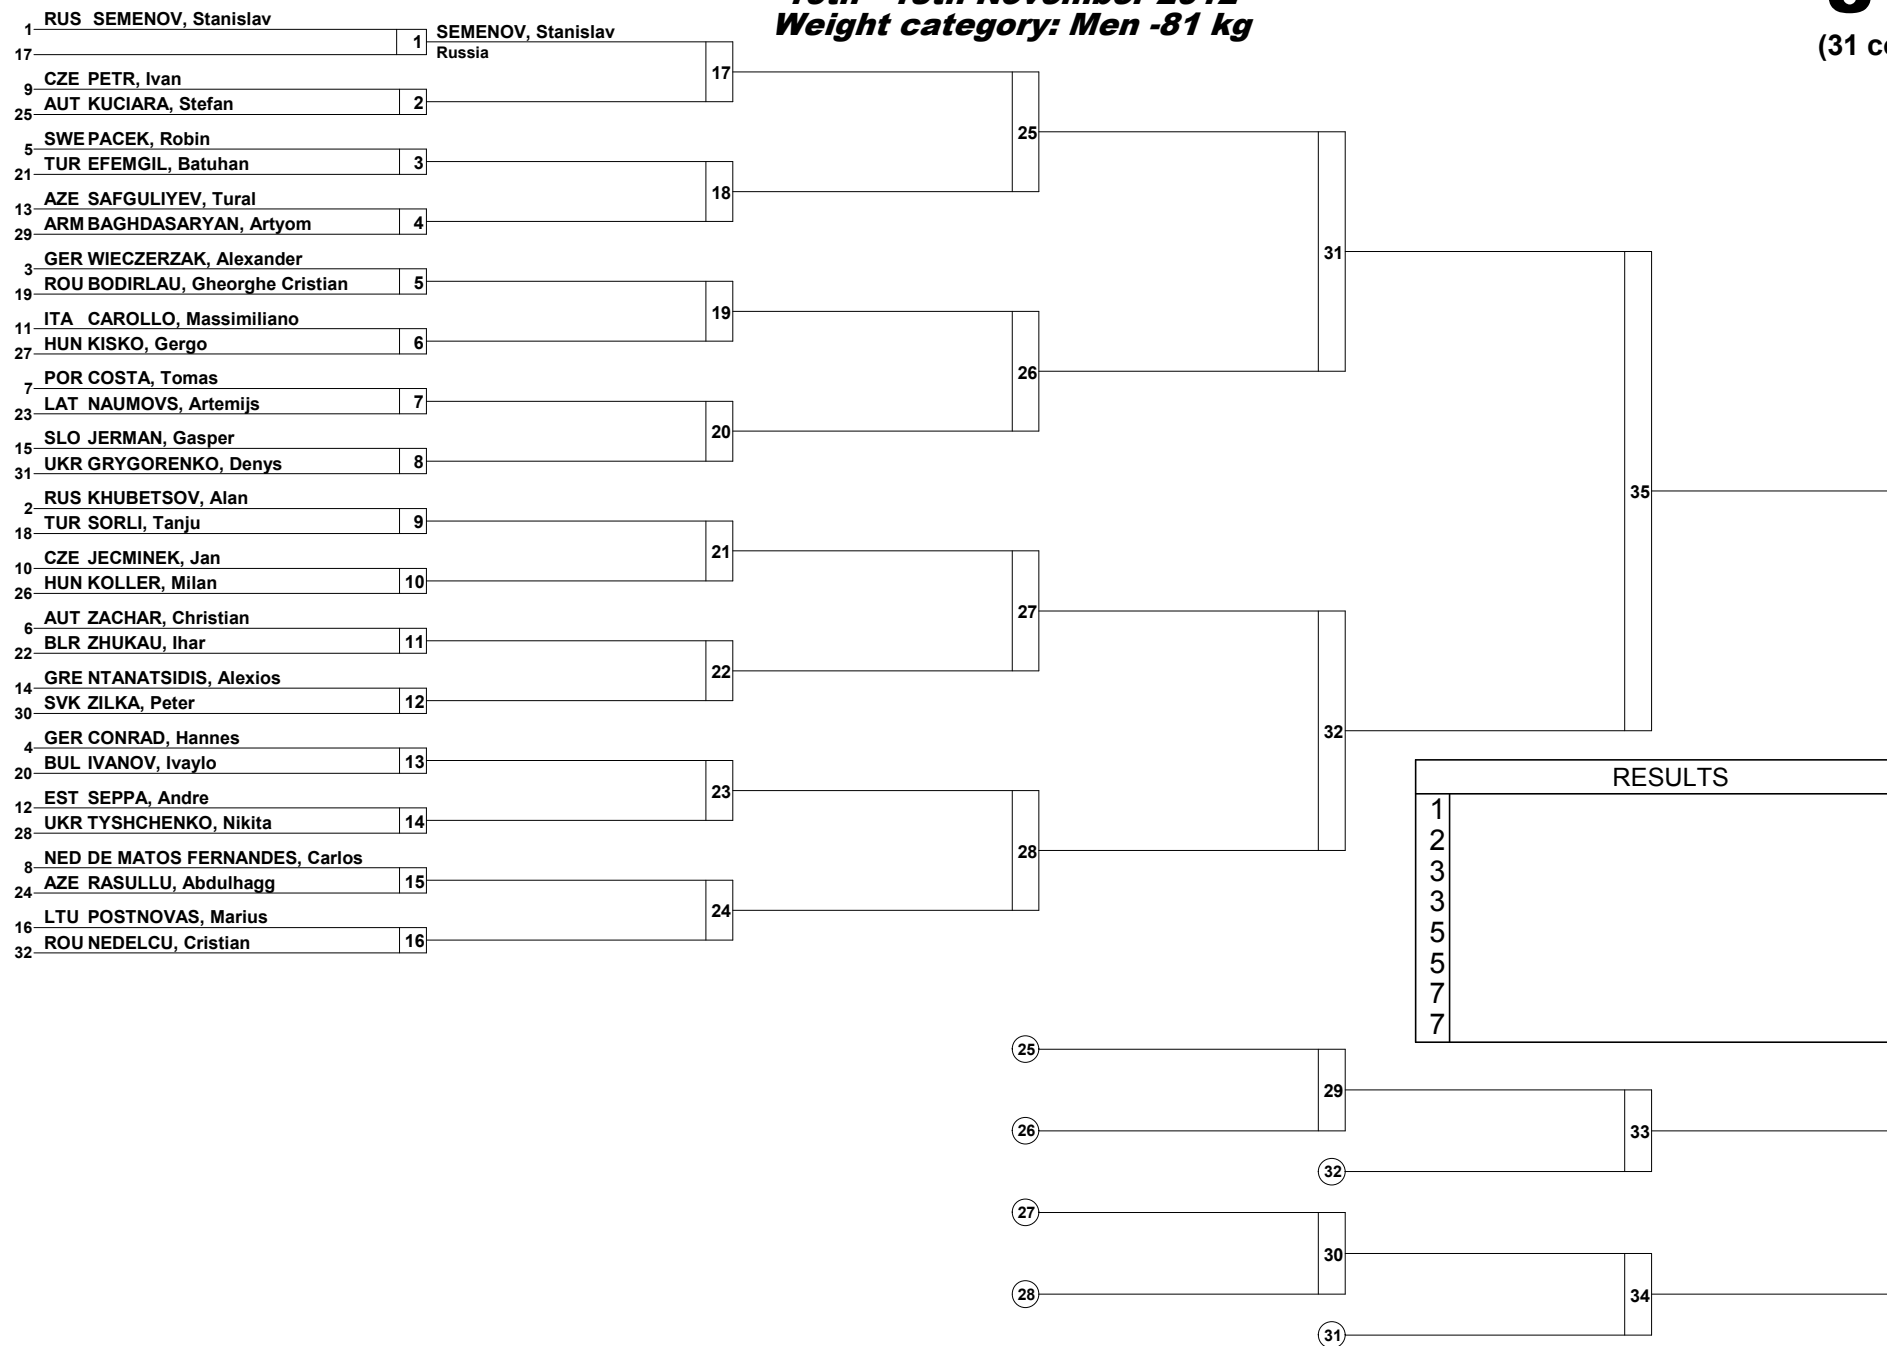 Weight category: Men -81 kg
(31
1 RUS SEMENOV, Stanislav
17
1
SEMENOV, Stanislav
Russia
9 CZE PETR, Ivan
25 AUT KUCIARA, Stefan
2
17
5 SWE PACEK, Robin
21 TUR EFEMGIL, Batuhan
3
13 AZE SAFGULIYEV, Tural
29 ARM BAGHDASARYAN, Artyom
4
18
25
3 GER WIECZERZAK, Alexander
19 ROU BODIRLAU, Gheorghe Cristian
5
11 ITA CAROLLO, Massimiliano
27 HUN KISKO, Gergo
6
19
7 POR COSTA, Tomas
23 LAT NAUMOVS, Artemijs
7
15 SLO JERMAN, Gasper
31 UKR GRYGORENKO, Denys
8
20
26
31
2 RUS KHUBETSOV, Alan
18 TUR SORLI, Tanju
9
10 CZE JECMINEK, Jan
26 HUN KOLLER, Milan
10
21
6 AUT ZACHAR, Christian
22 BLR ZHUKAU, Ihar
11
14 GRE NTANATSIDIS, Alexios
30 SVK ZILKA, Peter
12
22
27
4 GER CONRAD, Hannes
20 BUL IVANOV, Ivaylo
13
12 EST SEPPA, Andre
28 UKR TYSHCHENKO, Nikita
14
23
8 NED DE MATOS FERNANDES, Carlos
24 AZE RASULLU, Abdulhagg
15
16 LTU POSTNOVAS, Marius
32 ROU NEDELCU, Cristian
16
24
28
32
35
RESULTS
1
2
3
3
5
5
7
7
25
26
29
32
33
27
28
30
31
34